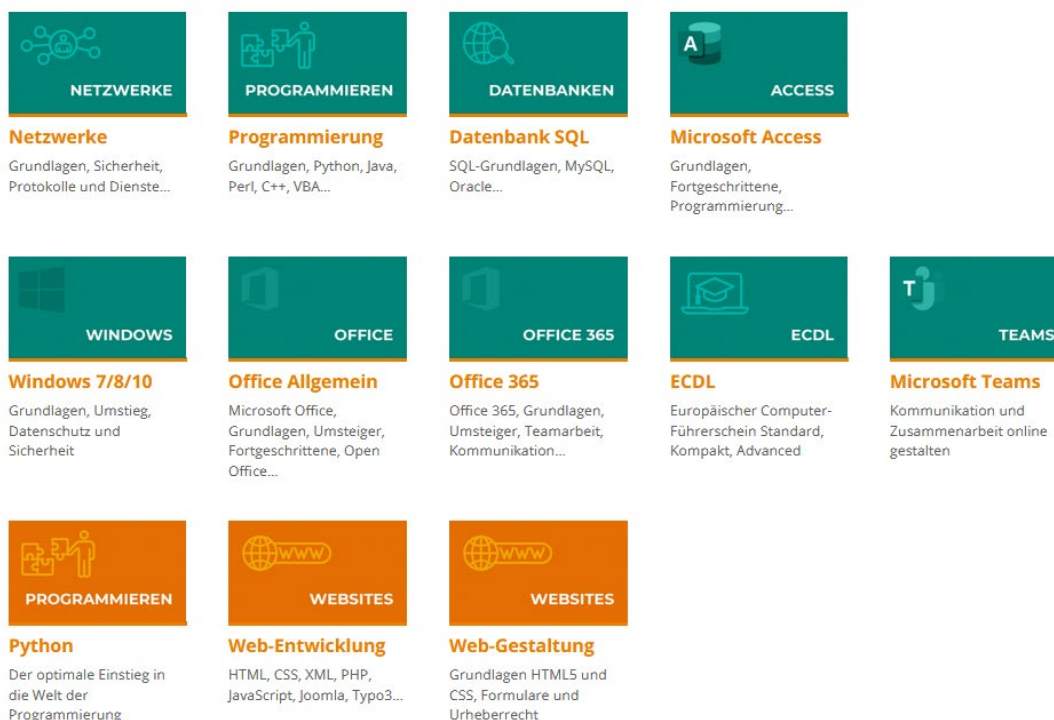 NETZWERKE
Netzwerke
Grundlagen, Sicherheit,
Protokolle und Dienste...
PROGRAMMIEREN
Programmierung
Grundlagen, Python, Java,
Perl, C++, VBA...
DATENBANKEN
Datenbank SQL
SQL-Grundlagen, MySQL,
Oracle...
A
ACCESS
Microsoft Access
Grundlagen,
Fortgeschrittene,
Programmierung...
WINDOWS
Windows 7/8/10
Grundlagen, Umstieg,
Datenschutz und
Sicherheit
OFFICE
Office Allgemein
Microsoft Office,
Grundlagen, Umsteiger,
Fortgeschrittene, Open
Office...
OFFICE 365
Office 365
Office 365, Grundlagen,
Umsteiger, Teamarbeit,
Kommunikation...
ECDL
ECDL
Europäischer Computer-
Führerschein Standard,
Kompakt, Advanced
T
TEAMS
Microsoft Teams
Kommunikation und
Zusammenarbeit online
gestalten
PROGRAMMIEREN
Python
Der optimale Einstieg in
die Welt der
Programmierung
WWW
WEBSITES
Web-Entwicklung
HTML, CSS, XML, PHP,
JavaScript, Joomla, Typo3...
WWW
WEBSITES
Web-Gestaltung
Grundlagen HTML5 und
CSS, Formulare und
Urheberrecht